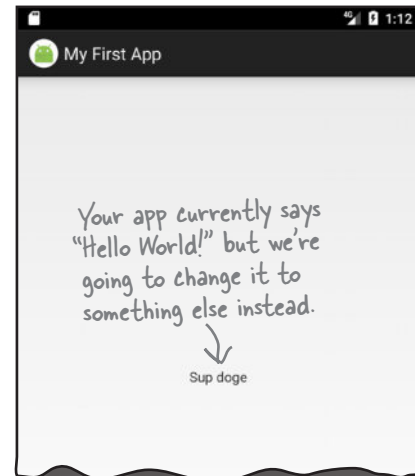 4G 1:12
My First App
Your app currently says
“Hello World!” but we’re
going to change it to
something else instead.
Sup doge